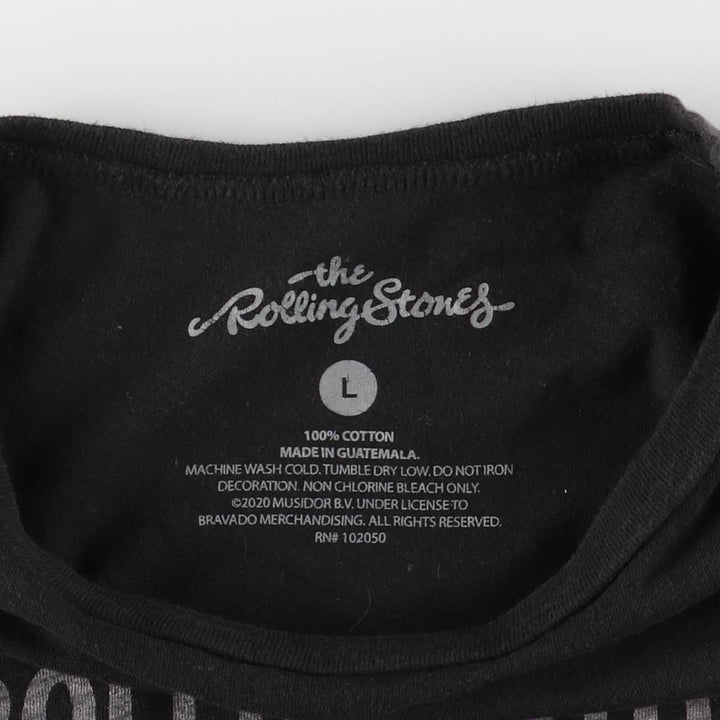 the
Rolling Stones
L
100% COTTON
MADE IN GUATEMALA.
MACHINE WASH COLD. TUMBLE DRY LOW. DO NOT IRON
DECORATION. NON CHLORINE BLEACH ONLY.
©2020 MUSIDOR B.V. UNDER LICENSE TO
BRAVADO MERCHANDISING. ALL RIGHTS RESERVED.
RN# 102050